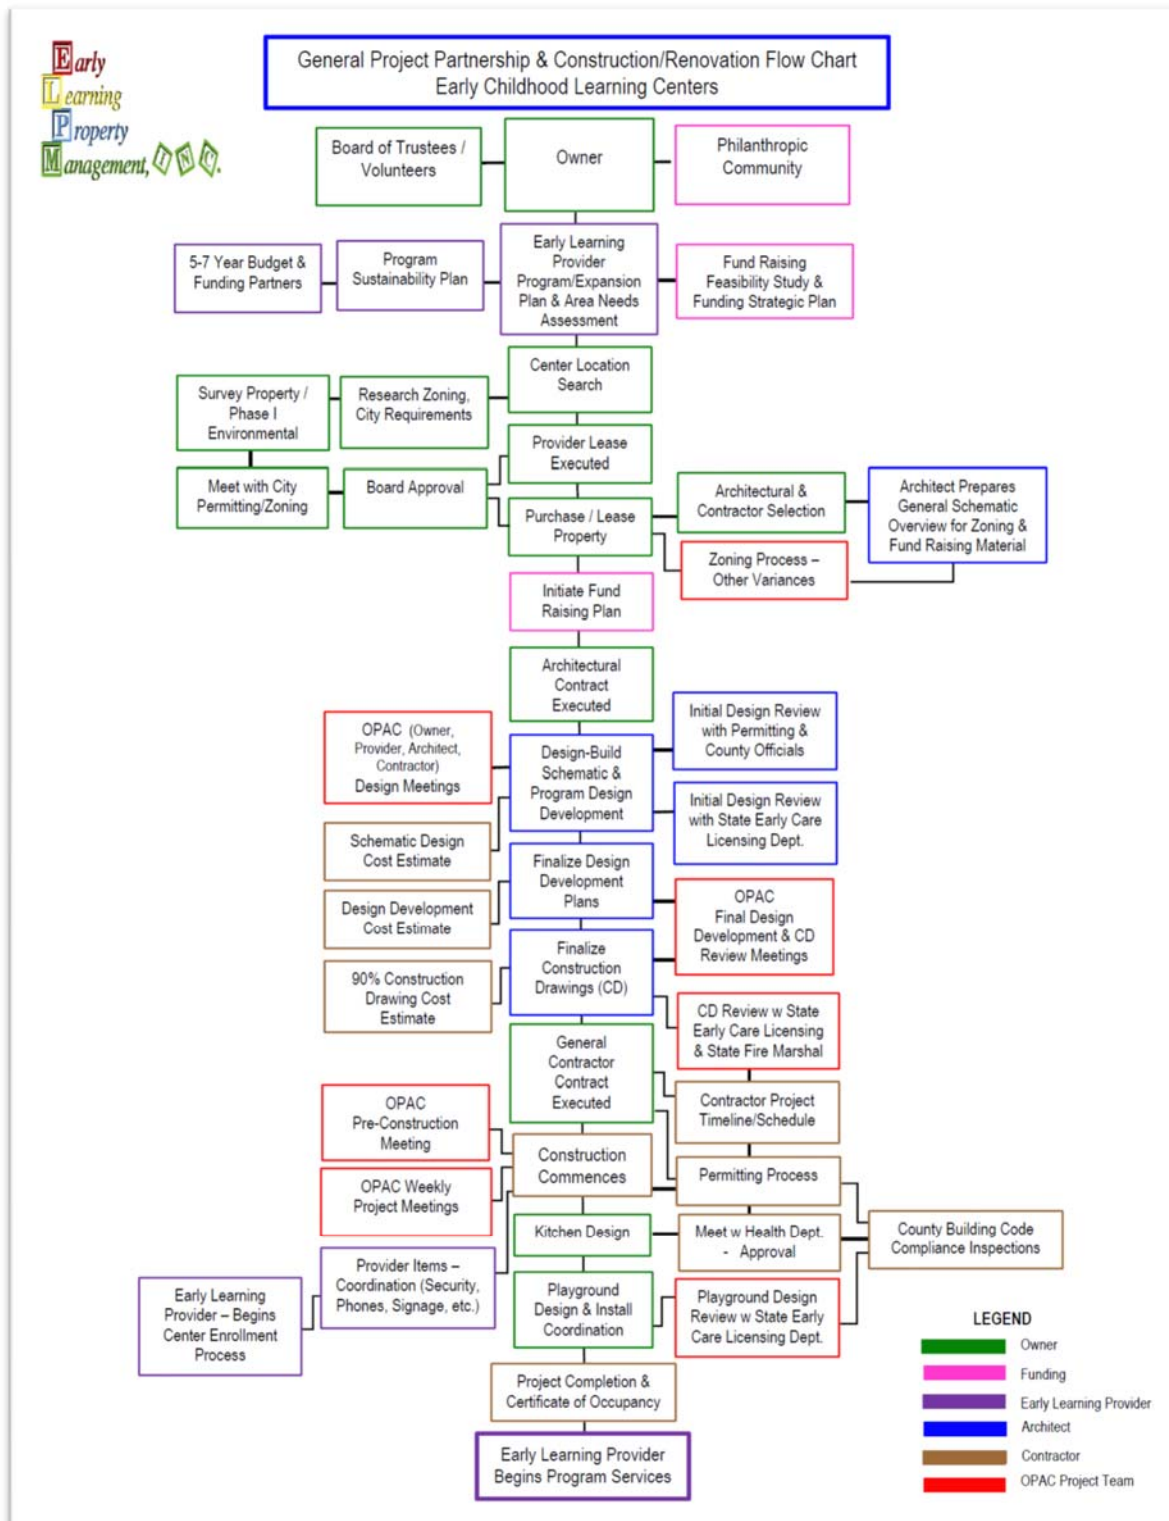 Early
Learning
Property
Management, INC.
General Project Partnership & Construction/Renovation Flow Chart
Early Childhood Learning Centers
Board of Trustees /
Volunteers
Owner
Philanthropic
Community
5-7 Year Budget &
Funding Partners
Program
Sustainability Plan
Early Learning
Provider
Program/Expansion
Plan & Area Needs
Assessment
Fund Raising
Feasibility Study &
Funding Strategic Plan
Center Location
Search
Survey Property /
Phase I
Environmental
Research Zoning,
City Requirements
Provider Lease
Executed
Meet with City
Permitting/Zoning
Board Approval
Purchase / Lease
Property
Architectural &
Contractor Selection
Architect Prepares
General Schematic
Overview for Zoning &
Fund Raising Material
Zoning Process –
Other Variances
Initiate Fund
Raising Plan
Architectural
Contract
Executed
OPAC (Owner,
Provider, Architect,
Contractor)
Design Meetings
Design-Build
Schematic &
Program Design
Development
Initial Design Review
with Permitting &
County Officials
Initial Design Review
with State Early Care
Licensing Dept.
Schematic Design
Cost Estimate
Finalize Design
Development
Plans
Design Development
Cost Estimate
OPAC
Final Design
Development & CD
Review Meetings
Finalize
Construction
Drawings (CD)
90% Construction
Drawing Cost
Estimate
CD Review w State
Early Care Licensing
& State Fire Marshal
General
Contractor
Contract
Executed
Contractor Project
Timeline/Schedule
OPAC
Pre-Construction
Meeting
Construction
Commences
Permitting Process
OPAC Weekly
Project Meetings
Kitchen Design
Meet w Health Dept.
- Approval
County Building Code
Compliance Inspections
Provider Items –
Coordination (Security,
Phones, Signage, etc.)
Early Learning
Provider – Begins
Center Enrollment
Process
Playground
Design & Install
Coordination
Playground Design
Review w State Early
Care Licensing Dept.
Project Completion &
Certificate of Occupancy
Early Learning Provider
Begins Program Services
LEGEND
Owner
Funding
Early Learning Provider
Architect
Contractor
OPAC Project Team